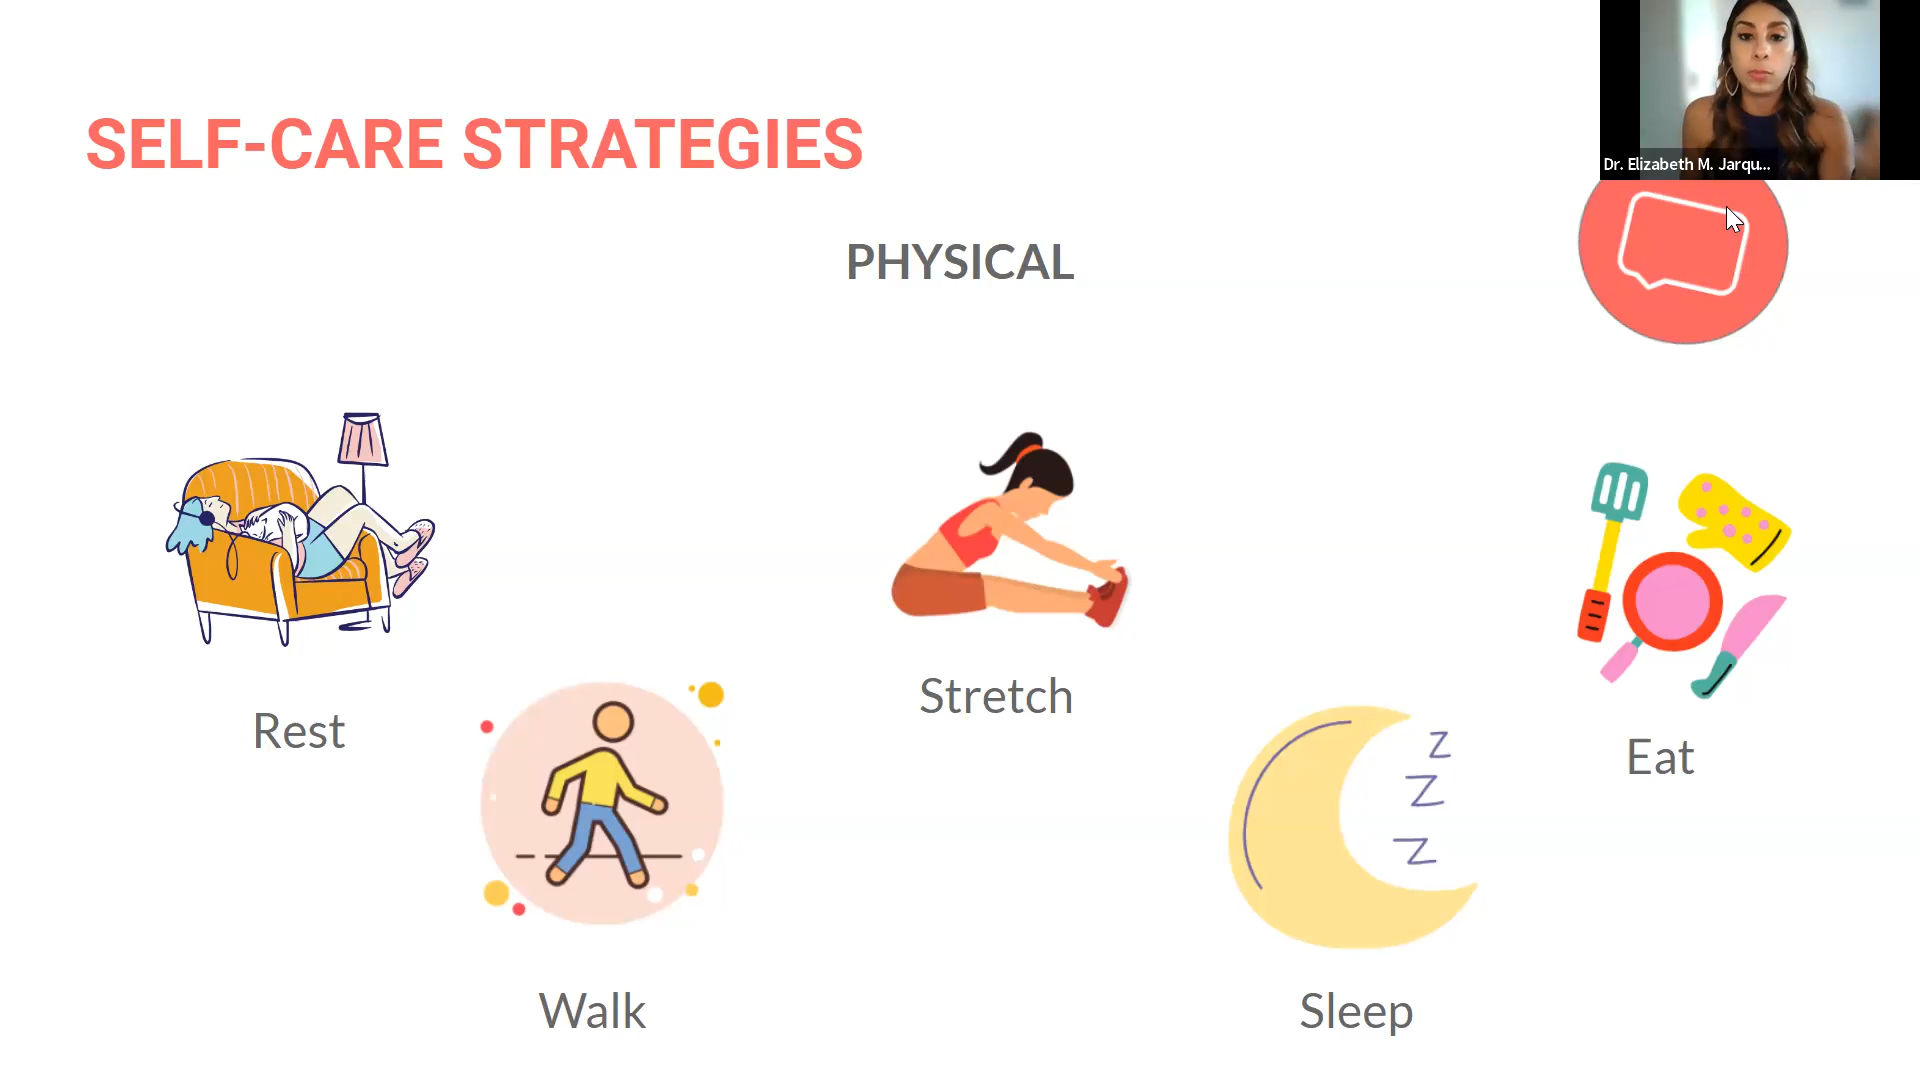 Dr. Elizabeth M. Jarqu...
SELF-CARE STRATEGIES
PHYSICAL
Rest
Walk
Stretch
Z
Z
Z
Sleep
Eat